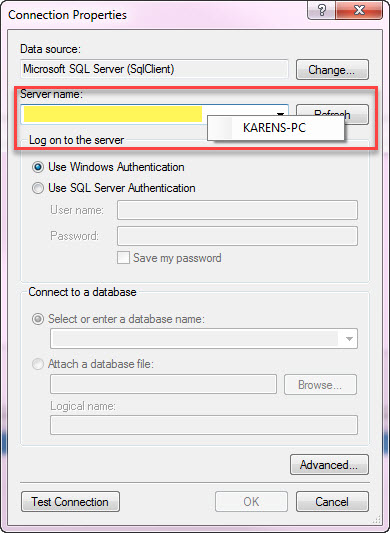 Connection Properties
Data source:
Microsoft SQL Server (SqlClient)
Change...
Server name:
Refresh
KARENS-PC
Log on to the server
Use Windows Authentication
Use SQL Server Authentication
User name:
Password:
Save my password
Connect to a database
Select or enter a database name:
Attach a database file:
Browse...
Logical name:
Advanced...
Test Connection
OK
Cancel